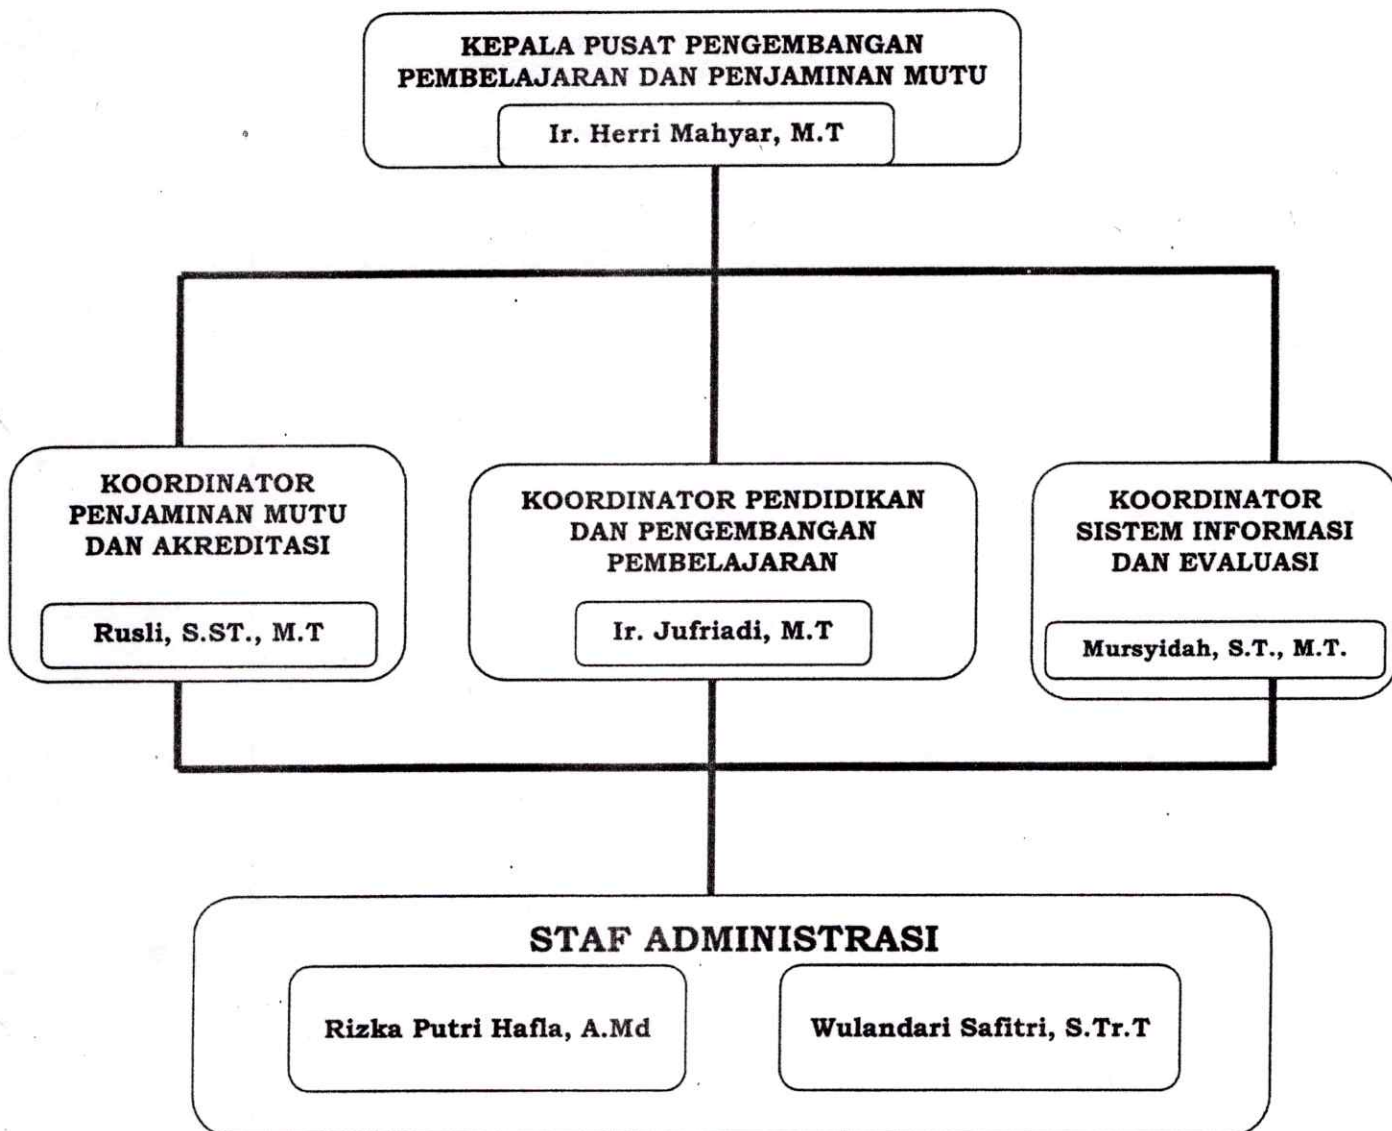 KEPALA PUSAT PENGEMBANGAN
PEMBELAJARAN DAN PENJAMINAN MUTU
Ir. Herri Mahyar, M.T
KOORDINATOR
PENJAMINAN MUTU
DAN AKREDITASI
Rusli, S.ST., M.T
KOORDINATOR PENDIDIKAN
DAN PENGEMBANGAN
PEMBELAJARAN
Ir. Jufriadi, M.T
KOORDINATOR
SISTEM INFORMASI
DAN EVALUASI
Mursyidah, S.T., M.T.
STAF ADMINISTRASI
Rizka Putri Hafla, A.Md
Wulandari Safitri, S.Tr.T